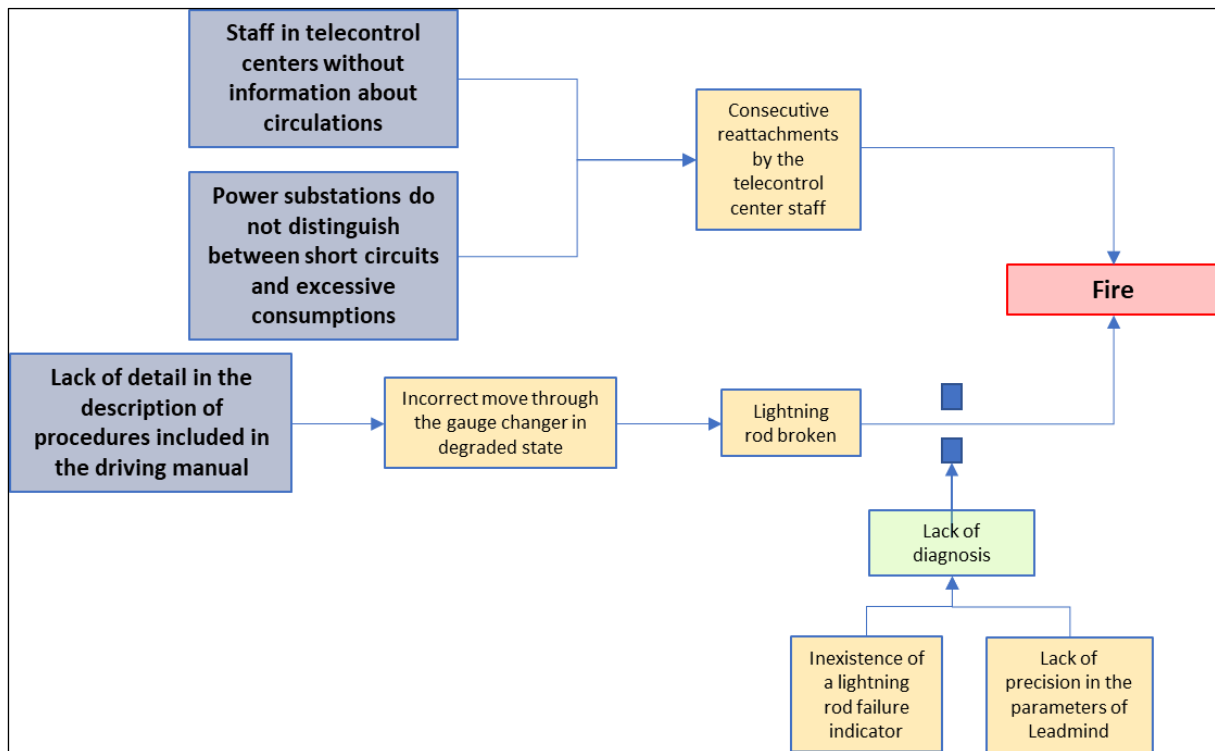 Staff in telecontrol
centers without
information about
circulations
Consecutive
reattachments
by the
telecontrol
center staff
Power substations do
not distinguish
between short circuits
and excessive
consumptions
Fire
Lack of detail in the
description of
procedures included in
the driving manual
Incorrect move through
the gauge changer in
degraded state
Lightning
rod broken
Lack of
diagnosis
Inexistence of
a lightning
rod failure
indicator
Lack of
precision in the
parameters of
Leadmind